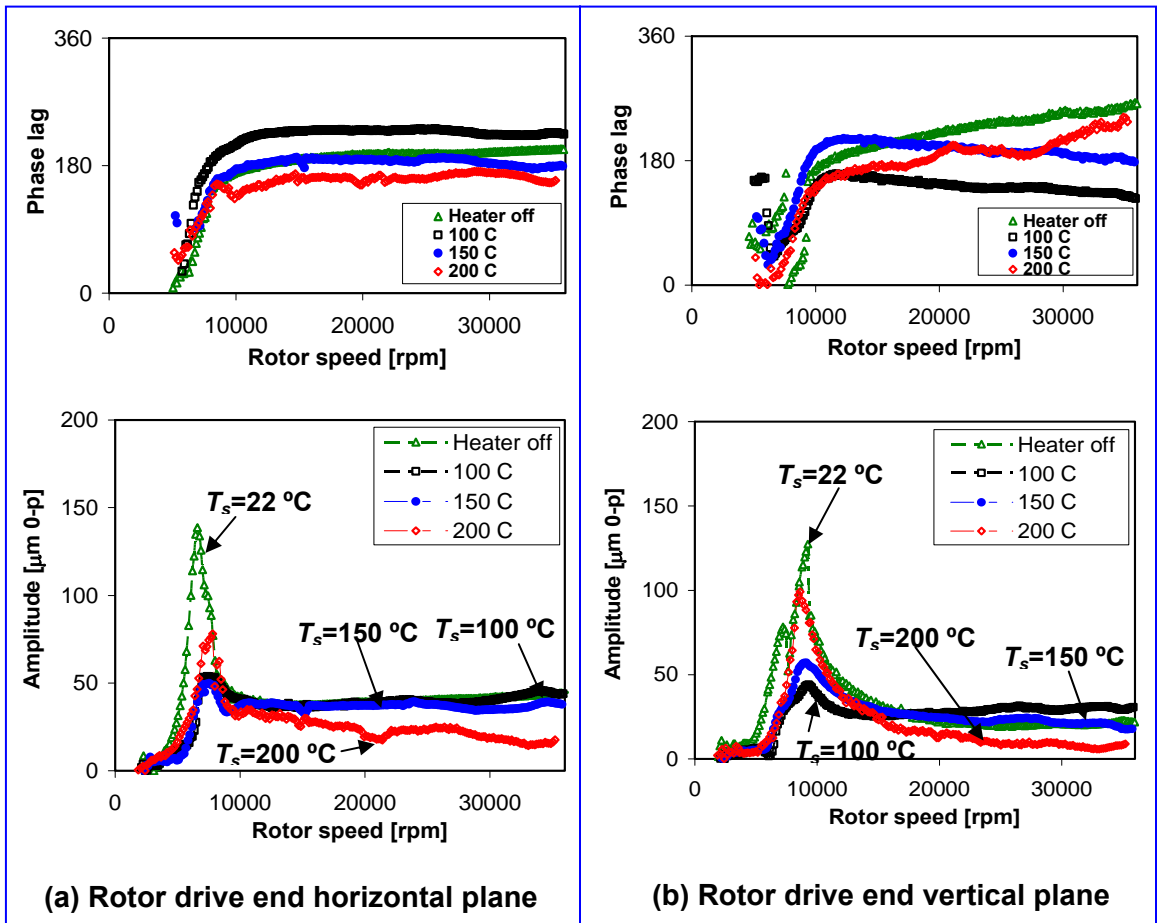 360
180
0
Phase lag
Heater off
100 C
150 C
200 C
0 10000 20000 30000
Rotor speed [rpm]
200
150
100
50
0
Amplitude [μm 0-p]
Heater off
100 C
150 C
200 C
Ts=22 ºC
Ts=150 ºC
Ts=100 ºC
Ts=200 ºC
0 10000 20000 30000
Rotor speed [rpm]
(a) Rotor drive end horizontal plane
360
180
0
Phase lag
Heater off
100 C
150 C
200 C
0 10000 20000 30000
Rotor speed [rpm]
200
150
100
50
0
Amplitude [μm 0-p]
Heater off
100 C
150 C
200 C
Ts=22 ºC
Ts=200 ºC
Ts=150 ºC
Ts=100 ºC
0 10000 20000 30000
Rotor speed [rpm]
(b) Rotor drive end vertical plane